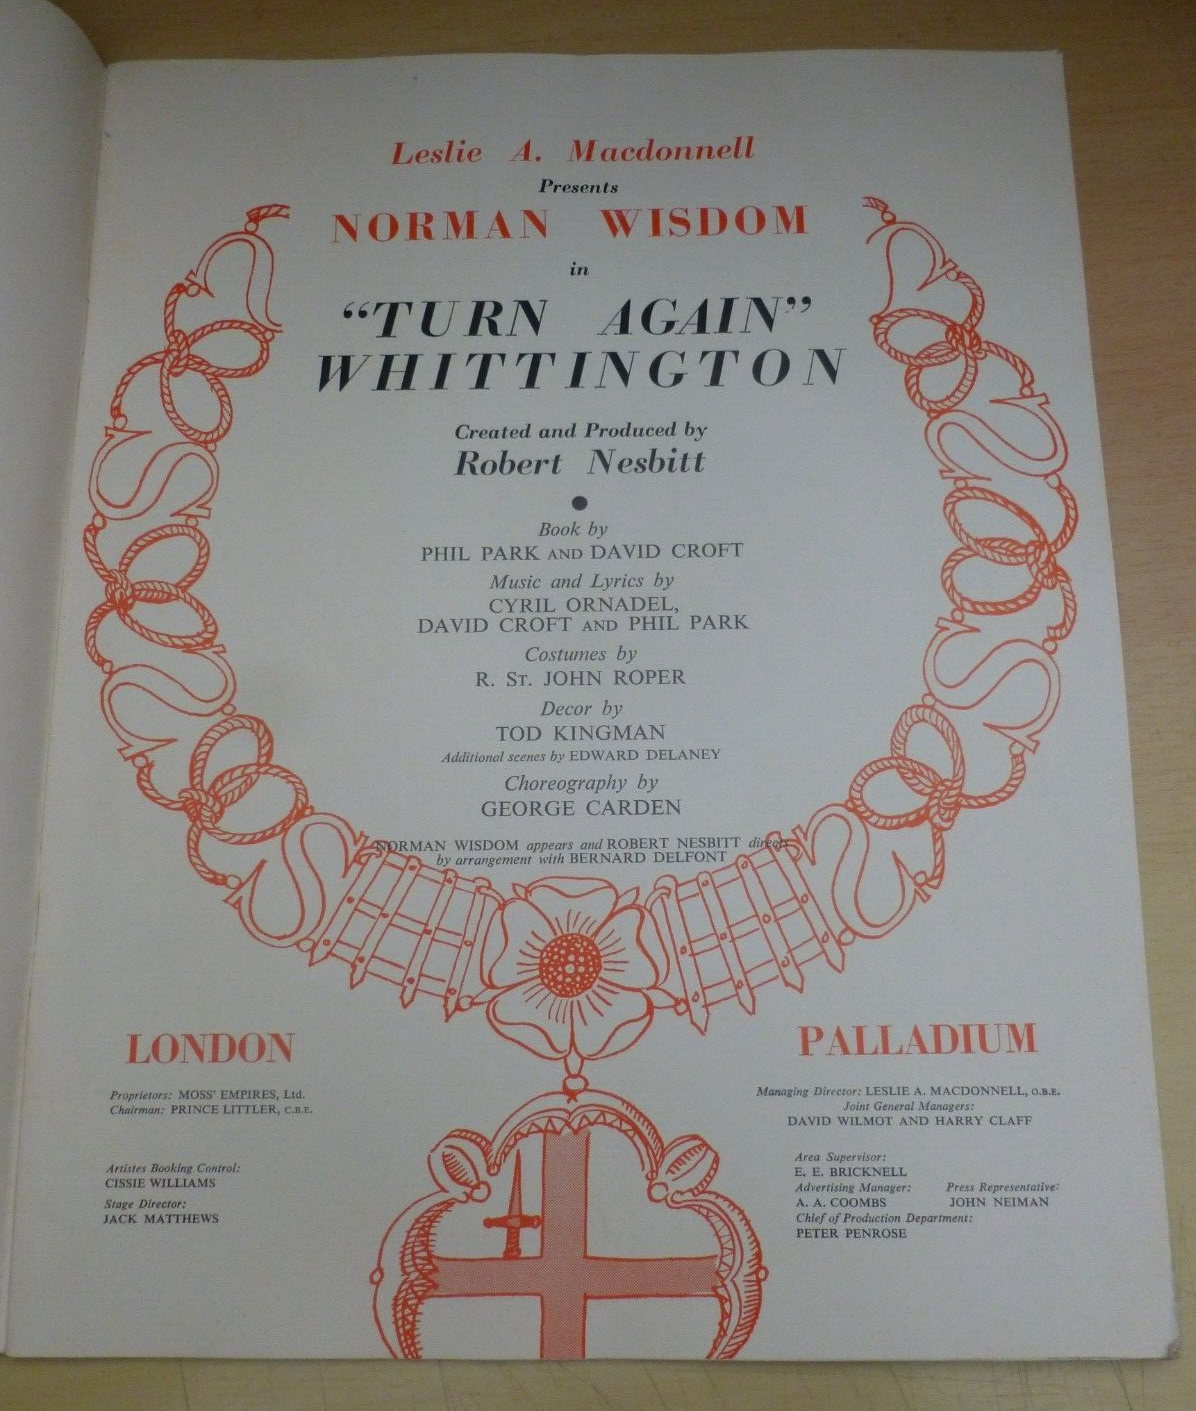 Leslie A. Macdonnell
Presents
NORMAN WISDOM
in
“TURN AGAIN”
WHITTINGTON
Created and Produced by
Robert Nesbitt
Book by
PHIL PARK AND DAVID CROFT
Music and Lyrics by
CYRIL ORNADEL,
DAVID CROFT AND PHIL PARK
Costumes by
R. ST. JOHN ROPER
Decor by
TOD KINGMAN
Additional scenes by EDWARD DELANEY
Choreography by
GEORGE CARDEN
NORMAN WISDOM appears and ROBERT NESBITT directs
by arrangement with BERNARD DELFONT
LONDON
Proprietors: MOSS' EMPIRES, Ltd.
Chairman: PRINCE LITTLER, C.B.E.
Artistes Booking Control:
CISSIE WILLIAMS
Stage Director:
JACK MATTHEWS
PALLADIUM
Managing Director: LESLIE A. MACDONNELL, O.B.E.
Joint General Managers:
DAVID WILMOT AND HARRY CLAFF
Area Supervisor:
E. E. BRICKNELL
Advertising Manager: Press Representative:
A. A. COOMBS JOHN NEIMAN
Chief of Production Department:
PETER PENROSE